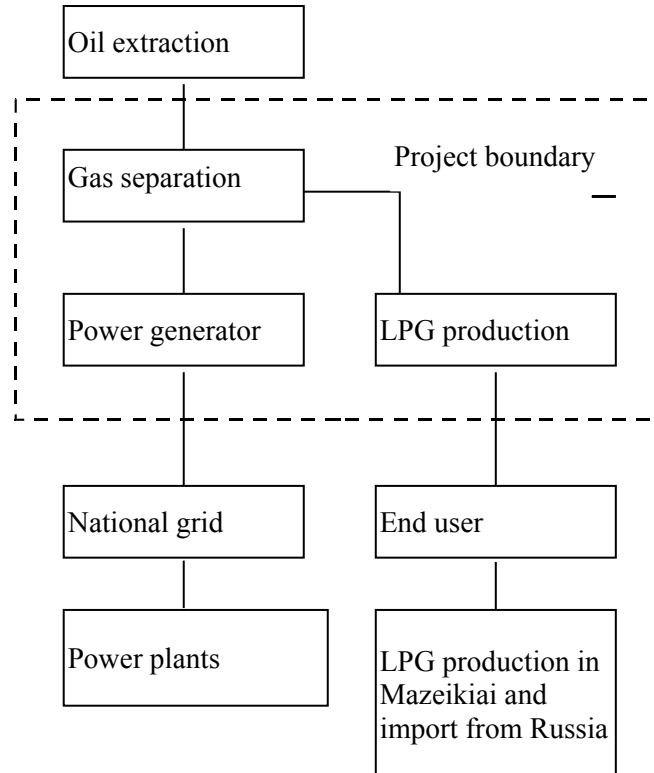 Oil extraction
Gas separation
Project boundary
Power generator
LPG production
National grid
End user
Power plants
LPG production in
Mazeikiai and
import from Russia